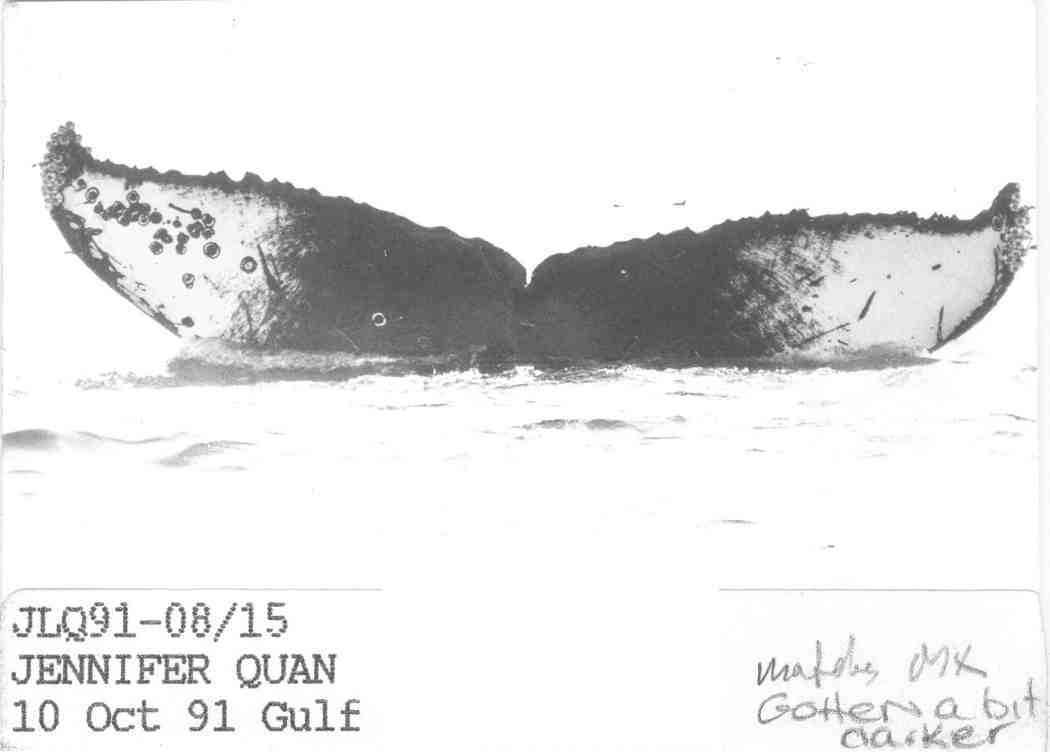 JLQ91-08/15
JENNIFER QUAN
10 Oct 91 Gulf
matches MX
Gotten a bit
darker